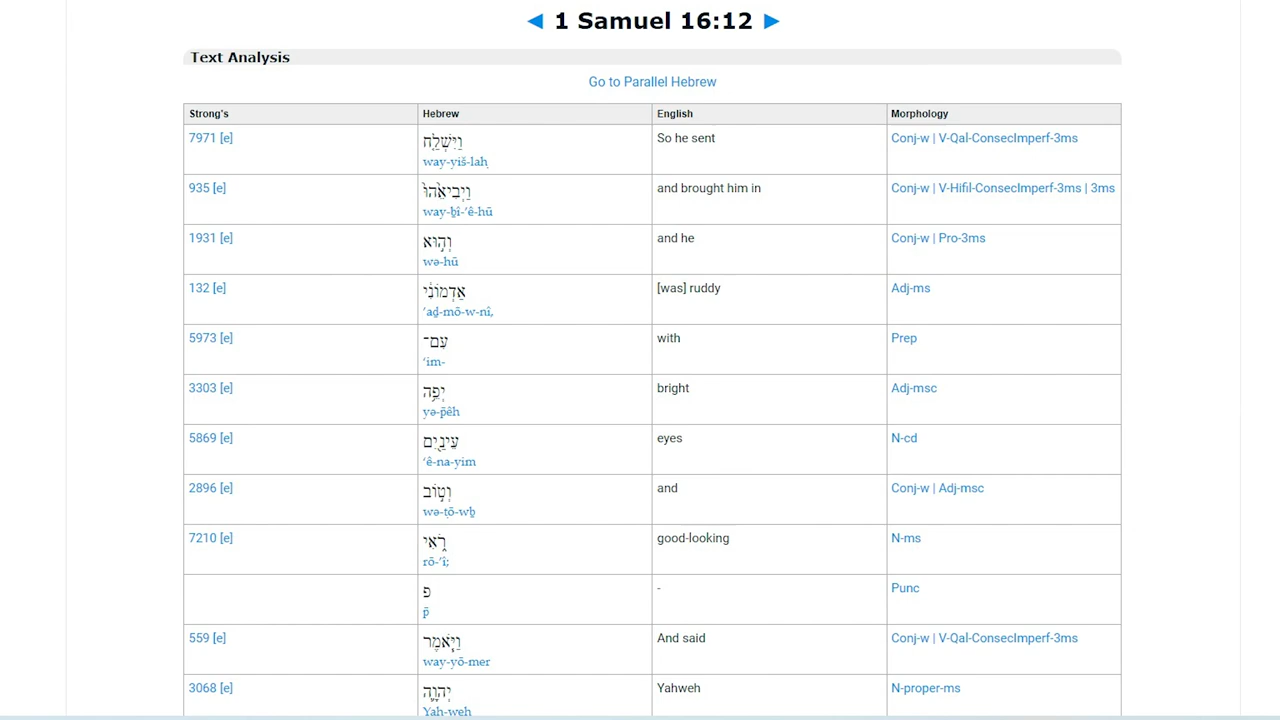 ◄ 1 Samuel 16:12 ►
Text Analysis
Go to Parallel Hebrew
Strong's Hebrew English Morphology
7971 [e] וַיִּשְׁלַ֤ח So he sent Conj-w | V-Qal-ConsecImperf-3ms
way-yiš-laḥ
935 [e] וַיְבִיאֵ֙הוּ֙ and brought him in Conj-w | V-Hifil-ConsecImperf-3ms | 3ms
way-ḇî-’ê-hū
1931 [e] וְה֣וּא and he Conj-w | Pro-3ms
wə-hū
132 [e] אַדְמוֹנִ֔י [was] ruddy Adj-ms
’aḏ-mō-w-nî,
5973 [e] עִם־ with Prep
‘im-
3303 [e] יְפֵ֥ה bright Adj-msc
yə-p̄êh
5869 [e] עֵינַ֖יִם eyes N-cd
‘ê-na-yim
2896 [e] וְט֣וֹב and Conj-w | Adj-msc
wə-ṭō-wḇ
7210 [e] רֹ֑אִי good-looking N-ms
rō-’î;
פ - Punc
p̄
559 [e] וַיֹּ֧אמֶר And said Conj-w | V-Qal-ConsecImperf-3ms
way-yō-mer
3068 [e] יְהוָ֛ה Yahweh N-proper-ms
Yah-weh